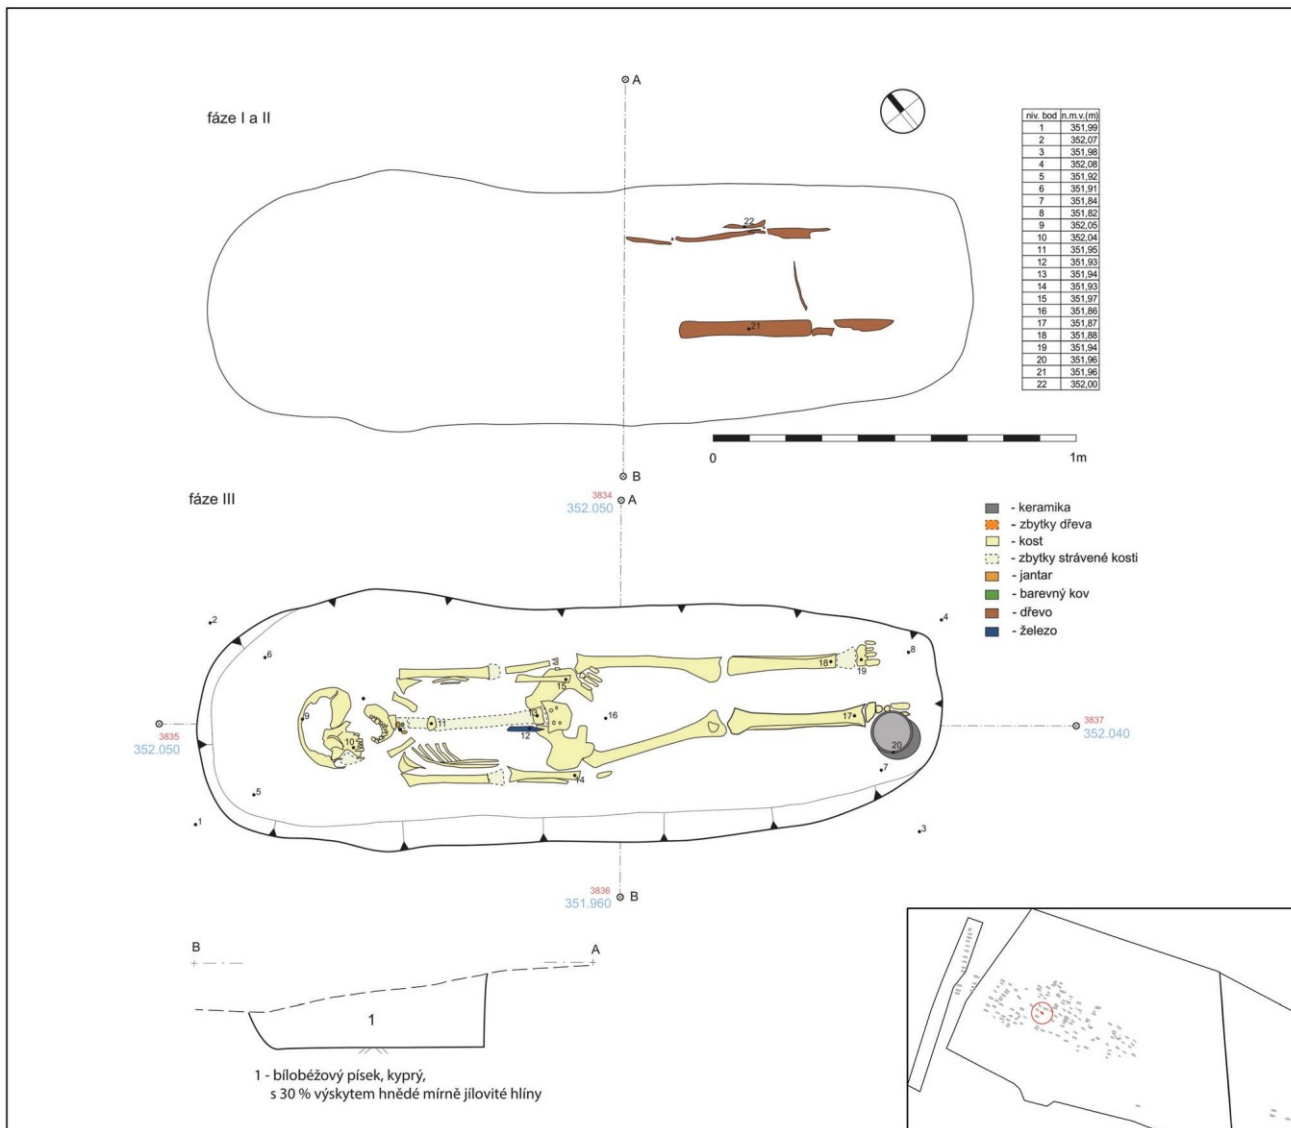 A
fáze I a II
niv. bod n.m.v.(m)
1 351,99
2 352,07
3 351,98
4 352,08
5 351,92
6 351,91
7 351,84
8 351,82
9 352,05
10 352,04
11 351,95
12 351,93
13 351,94
14 351,93
15 351,97
16 351,86
17 351,87
18 351,88
19 351,94
20 351,96
21 351,96
22 352,00
22
21
0 1m
B
fáze III
3834
352.050
A
- keramika
- zbytky dřeva
- kost
- zbytky strávené kosti
- jantar
- barevný kov
- dřevo
- železo
2
4
6
8
18
19
15
9
13
16
17
11
12
10
20
3835
352.050
3837
352.040
7
14
5
1
3
3836
351.960
B
B
A
1
1 - bílobéžový písek, kyprý,
s 30 % výskytem hnědé mírně jílovité hlíny